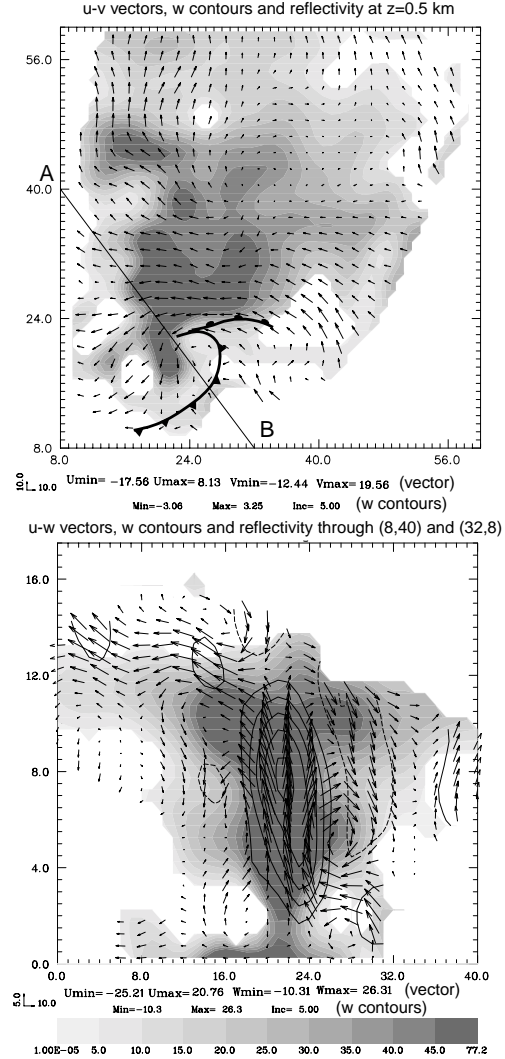 u-v vectors, w contours and reflectivity at z=0.5 km
56.0
A
40.0
24.0
B
8.0
8.0 24.0 40.0 56.0
10.0
10.0
Umin= -17.56 Umax= 8.13 Vmin=-12.44 Vmax= 19.56 (vector)
Min=-3.06 Max= 3.25 Inc= 5.00 (w contours)
u-w vectors, w contours and reflectivity through (8,40) and (32,8)
16.0
12.0
8.0
4.0
0.0
0.0 8.0 16.0 24.0 32.0 40.0
5.0
10.0
Umin=-25.21 Umax= 20.76 Wmin=-10.31 Wmax= 26.31 (vector)
Min=-10.3 Max= 26.3 Inc= 5.00 (w contours)
1.00E-05 5.0 10.0 15.0 20.0 25.0 30.0 35.0 40.0 45.0 77.2